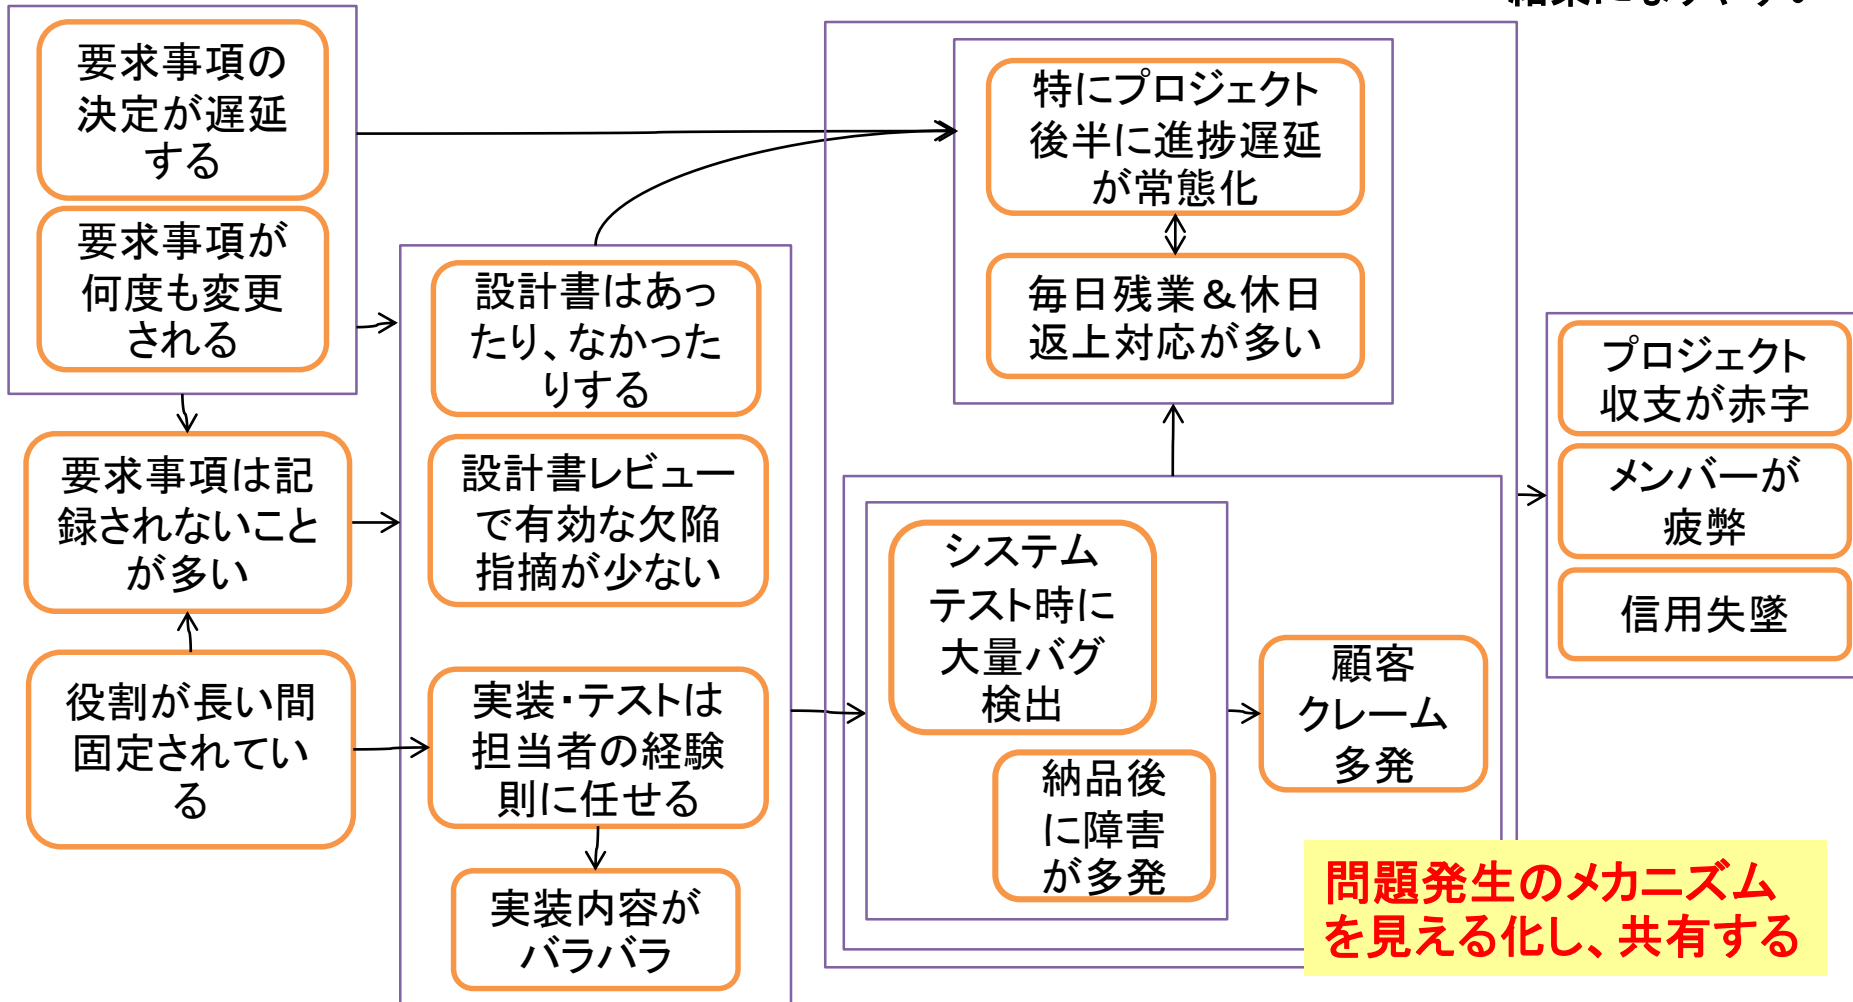 結果になりやすい
要求事項の
決定が遅延
する
要求事項が
何度も変更
される
要求事項は記
録されないこと
が多い
役割が長い間
固定されてい
る
設計書はあっ
たり、なかった
りする
設計書レビュー
で有効な欠陥
指摘が少ない
実装・テストは
担当者の経験
則に任せる
実装内容が
バラバラ
特にプロジェクト
後半に進捗遅延
が常態化
毎日残業&休日
返上対応が多い
システム
テスト時に
大量バグ
検出
納品後
に障害
が多発
顧客
クレーム
多発
プロジェクト
収支が赤字
メンバーが
疲弊
信用失墜
問題発生のメカニズム
を見える化し、共有する